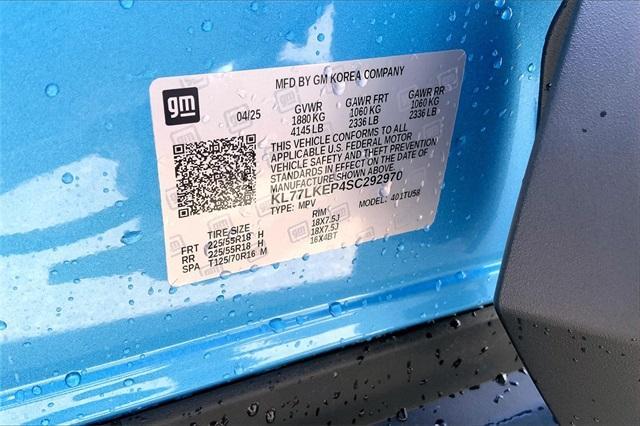 MFD BY GM KOREA COMPANY
gm
04/25
GVWR GAWR FRT GAWR RR
1880 KG 1060 KG 1060 KG
4145 LB 2336 LB 2336 LB
THIS VEHICLE CONFORMS TO ALL
APPLICABLE U.S. FEDERAL MOTOR
VEHICLE SAFETY AND THEFT PREVENTION
STANDARDS IN EFFECT ON THE DATE OF
MANUFACTURE SHOWN ABOVE.
KL77LKEP4SC292970
TYPE: MPV MODEL: 401TU58
TIRE SIZE RIM
FRT 225/55R18 H 18X7.5J
RR 225/55R18 H 18X7.5J
SPA T125/70R16 M 16X4BT